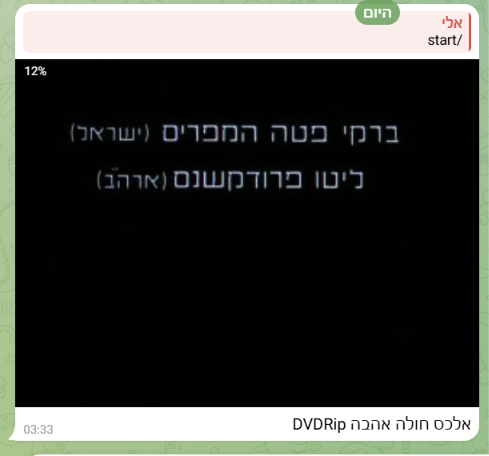 היום
אלי
/start
12%
ברקי פטה המפרים (ישראל)
ליטו פרודקשנס (ארה"ב)
אלכס חולה אהבה DVDRip
03:33